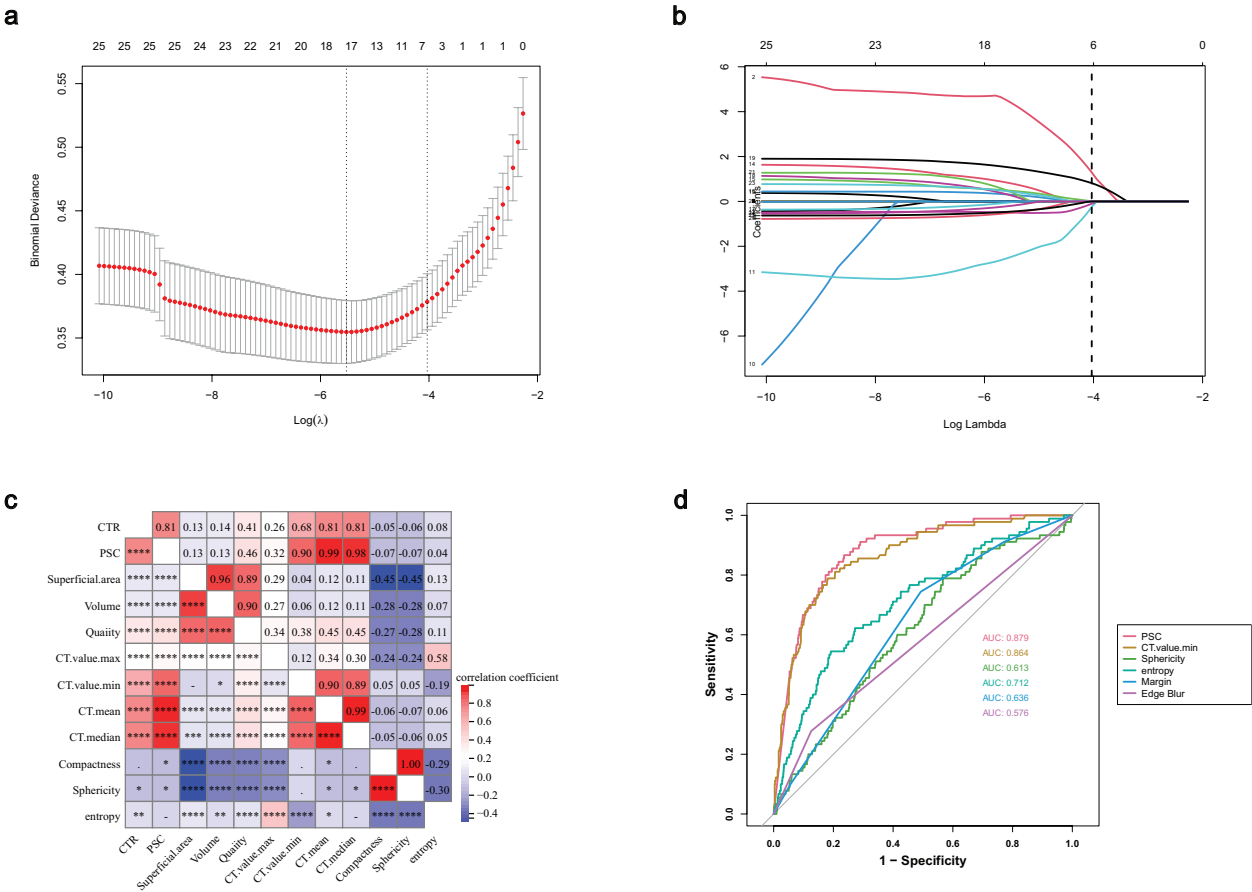 a
25 25 25 25 24 23 22 21 20 18 17 13 11 7 3 1 1 1 0
0.55
0.50
0.45
0.40
0.35
Binomial Deviance
−10 −8 −6 −4 −2
Log(λ)
b
25 23 18 6 0
6
4
2
0
−2
−4
−6
Coefficients
2
19
14
11
10
−10 −8 −6 −4 −2
Log Lambda
c
CTR 0.81 0.13 0.14 0.41 0.26 0.68 0.81 0.81 -0.05 -0.06 0.08
PSC **** 0.13 0.13 0.46 0.32 0.90 0.99 0.98 -0.07 -0.07 0.04
Superficial.area **** **** 0.96 0.89 0.29 0.04 0.12 0.11 -0.45 -0.45 0.13
Volume **** **** **** 0.90 0.27 0.06 0.12 0.11 -0.28 -0.28 0.07
Quaiity **** **** **** **** 0.34 0.38 0.45 0.45 -0.27 -0.28 0.11
CT.value.max **** **** **** **** **** 0.12 0.34 0.30 -0.24 -0.24 0.58
CT.value.min **** **** - * **** **** 0.90 0.89 0.05 0.05 -0.19
CT.mean **** **** *** *** **** **** **** 0.99 -0.06 -0.07 0.06
CT.median **** **** *** *** **** *** **** **** -0.05 -0.06 0.05
Compactness . * **** **** **** **** . * . 1.00 -0.29
Sphericity * * **** **** **** **** . * * **** -0.30
entropy ** - **** ** **** **** **** * - **** ****
CTR PSC Superficial.area Volume Quaiity CT.value.max CT.value.min CT.mean CT.median Compactness Sphericity entropy
correlation coefficient
0.8
0.6
0.4
0.2
0.0
−0.2
−0.4
d
1.0
0.8
0.6
0.4
0.2
0.0
Sensitivity
AUC: 0.879
AUC: 0.864
AUC: 0.613
AUC: 0.712
AUC: 0.636
AUC: 0.576
0.0 0.2 0.4 0.6 0.8 1.0
1 − Specificity
PSC
CT.value.min
Sphericity
entropy
Margin
Edge Blur